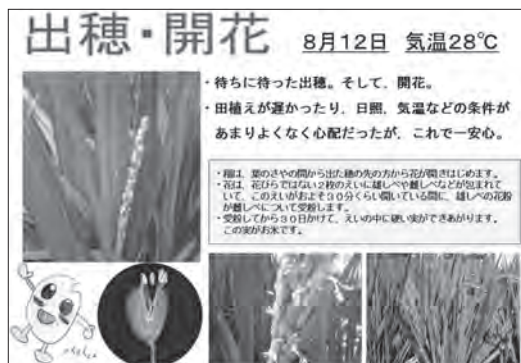 出穂・開花
8月12日 気温28℃
・待ちに待った出穂。そして、開花。
・田植えが遅かったり、日照、気温などの条件
があまりよくなく心配だったが、これで一安心。
・稲は、葉のさやの間から出た穂の先の方から花が開きはじめます。
・花は、花びらではない2枚のえいに雄しべや雌しべなどが包まれて
いて、このえいがおよそ30分くらい開いている間に、雄しべの花粉
が雌しべについて受粉します。
・受粉してから30日かけて、えいの中に硬い実ができあがります。
この実がお米です。